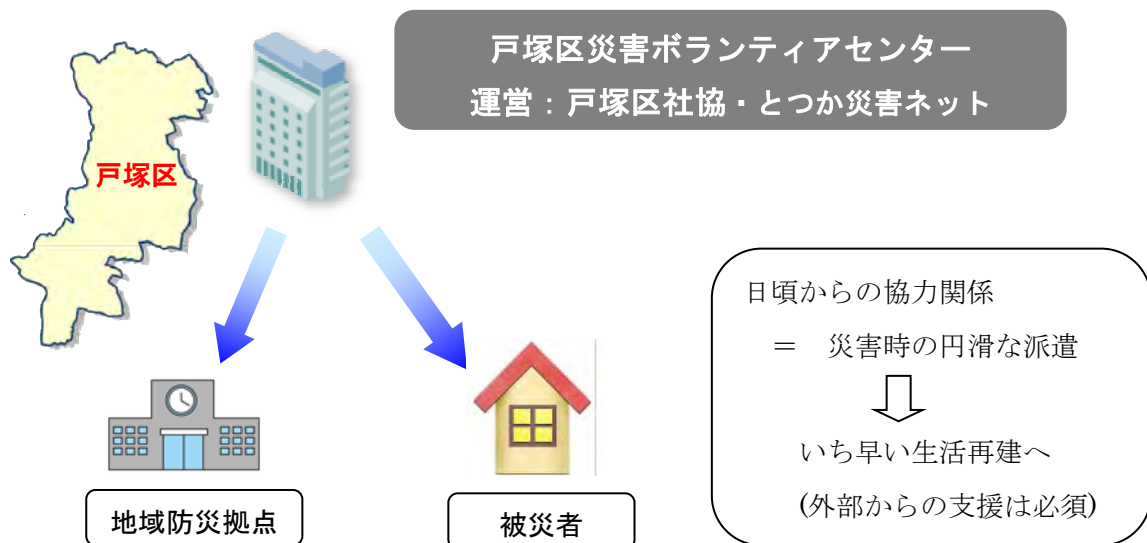 戸塚区災害ボランティアセンター
運営：戸塚区社協・とつか災害ネット
戸塚区
日頃からの協力関係
＝　災害時の円滑な派遣
いち早い生活再建へ
(外部からの支援は必須)
地域防災拠点
被災者